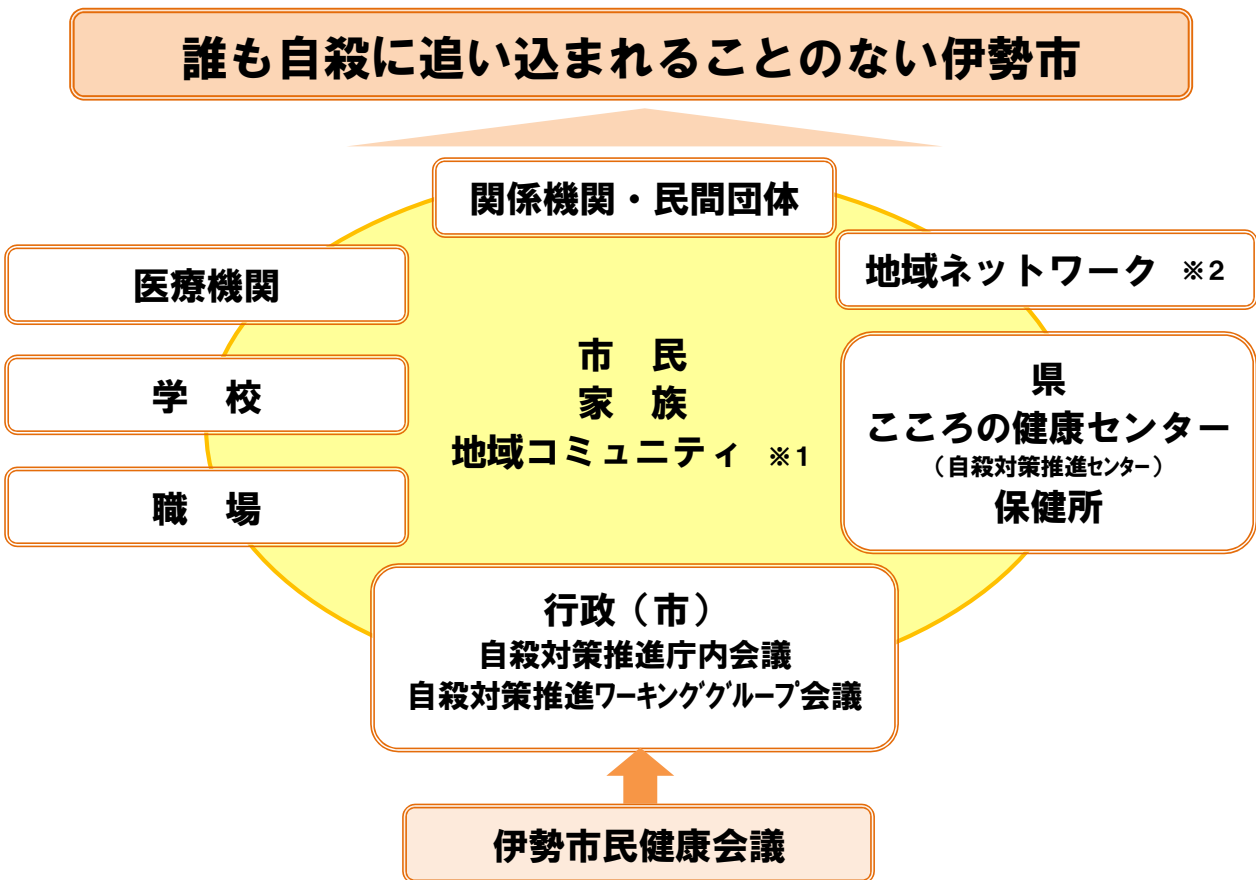 誰も自殺に追い込まれることのない伊勢市
関係機関・民間団体
医療機関
学　校
職　場
地域ネットワーク ※2
市　民
家　族
地域コミュニティ ※1
県
こころの健康センター
（自殺対策推進センター）
保健所
行政（市）
自殺対策推進庁内会議
自殺対策推進ワーキンググループ会議
伊勢市民健康会議